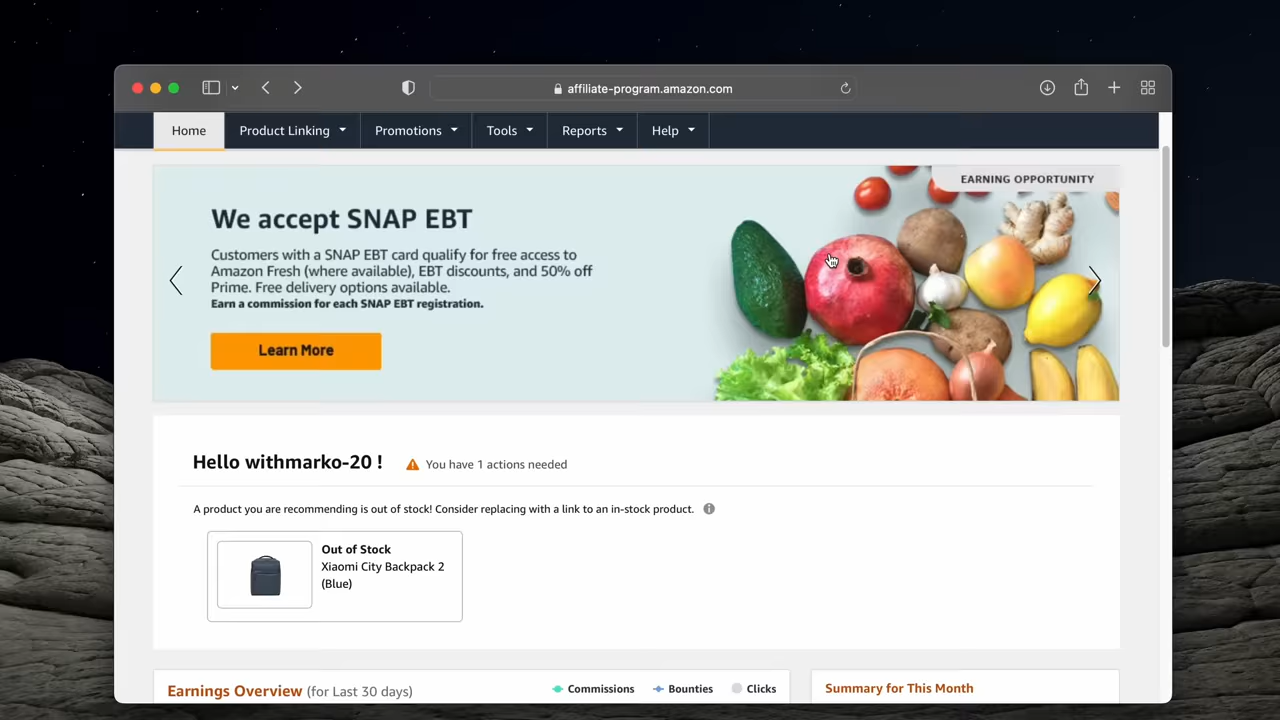 affiliate-program.amazon.com
Home
Product Linking
Promotions
Tools
Reports
Help
EARNING OPPORTUNITY
We accept SNAP EBT
Customers with a SNAP EBT card qualify for free access to
Amazon Fresh (where available), EBT discounts, and 50% off
Prime. Free delivery options available.
Earn a commission for each SNAP EBT registration.
Learn More
Hello withmarko-20 !
You have 1 actions needed
A product you are recommending is out of stock! Consider replacing with a link to an in-stock product.
Out of Stock
Xiaomi City Backpack 2
(Blue)
Earnings Overview (for Last 30 days)
Commissions
Bounties
Clicks
Summary for This Month